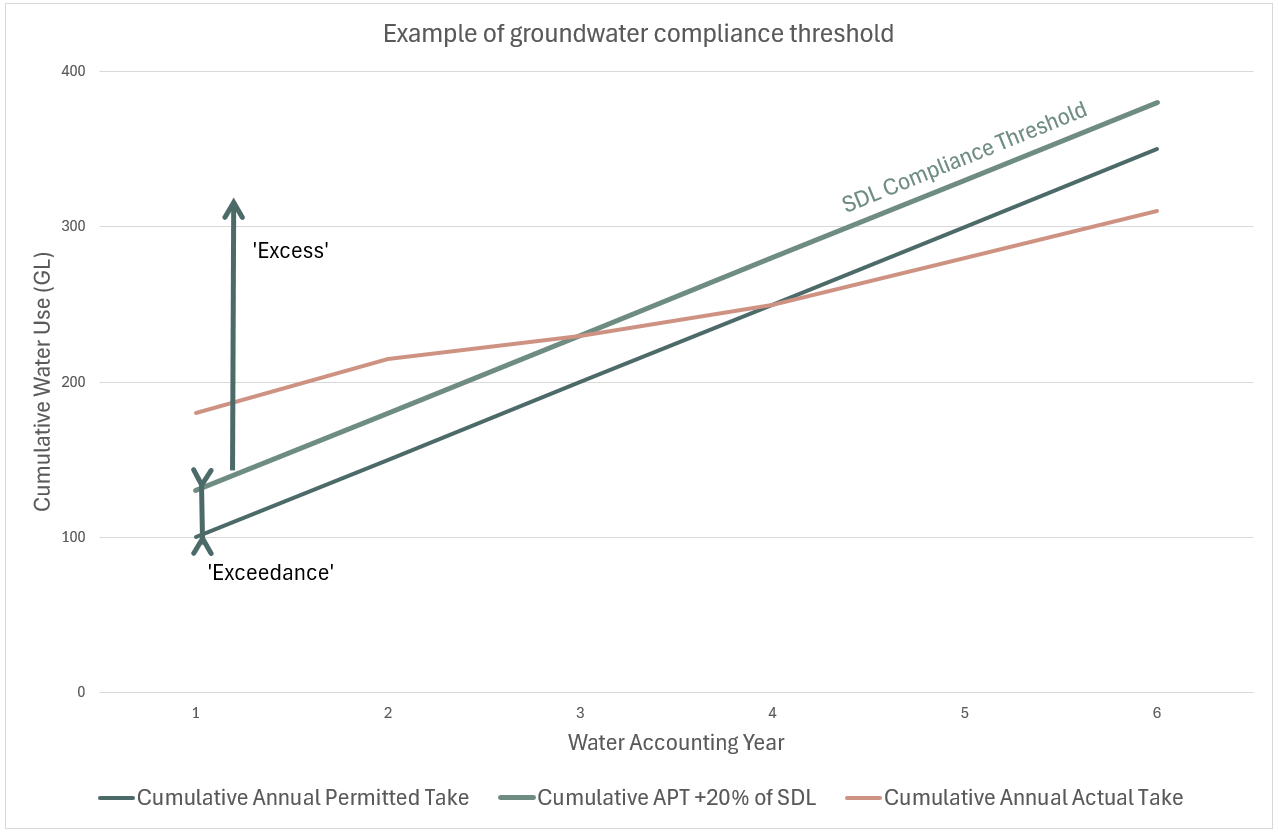 Example of groundwater compliance threshold
400
SDL Compliance Threshold
300
'Excess'
Cumulative Water Use (GL)
200
100
'Exceedance'
0
1 2 3 4 5 6
Water Accounting Year
Cumulative Annual Permitted Take Cumulative APT +20% of SDL Cumulative Annual Actual Take